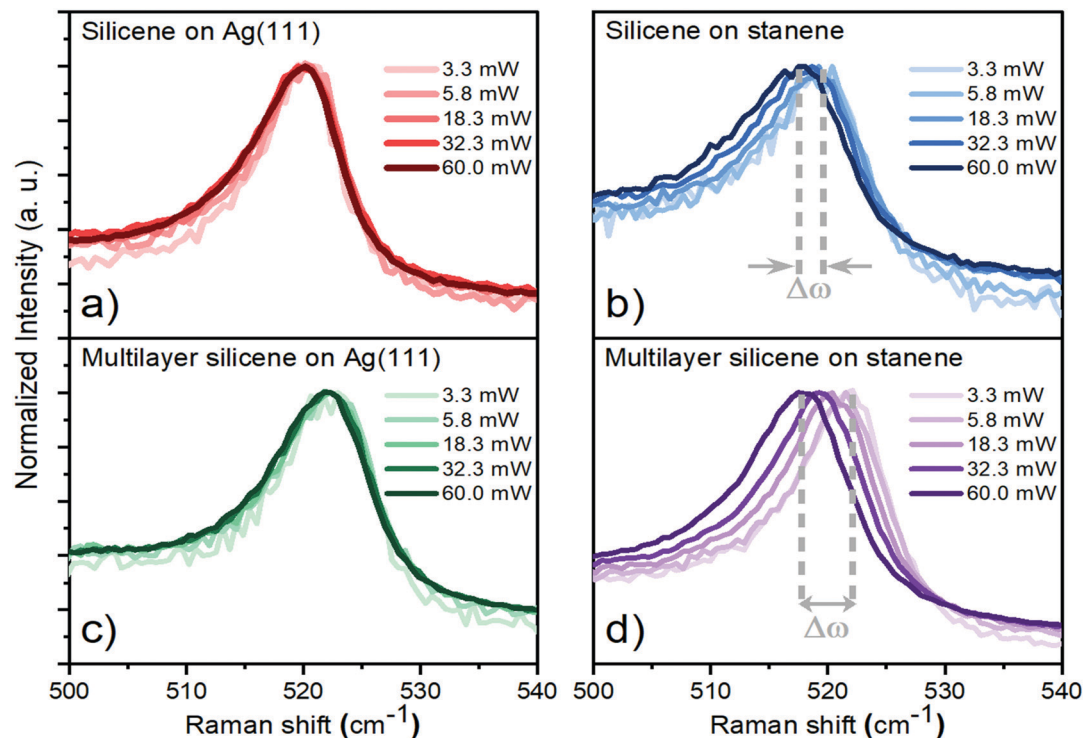 Normalized Intensity (a. u.)
Silicene on Ag(111)
3.3 mW
5.8 mW
18.3 mW
32.3 mW
60.0 mW
a)
Silicene on stanene
3.3 mW
5.8 mW
18.3 mW
32.3 mW
60.0 mW
Δω
b)
Multilayer silicene on Ag(111)
3.3 mW
5.8 mW
18.3 mW
32.3 mW
60.0 mW
c)
500 510 520 530 540
Raman shift (cm⁻¹)
Multilayer silicene on stanene
3.3 mW
5.8 mW
18.3 mW
32.3 mW
60.0 mW
Δω
d)
500 510 520 530 540
Raman shift (cm⁻¹)